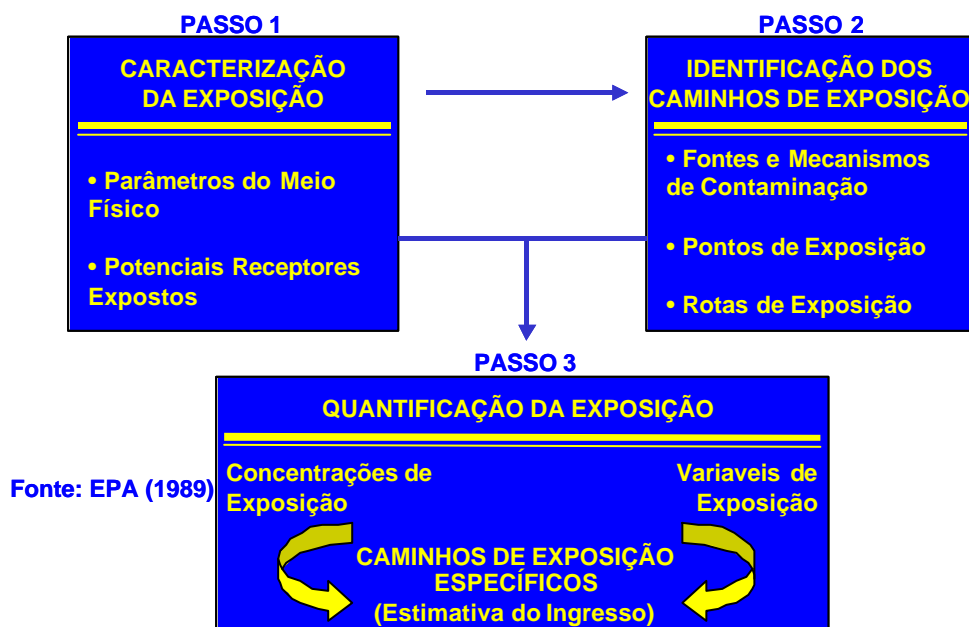 PASSO 1
CARACTERIZAÇÃO
DA EXPOSIÇÃO
• Parâmetros do Meio
Físico
• Potenciais Receptores
Expostos
PASSO 2
IDENTIFICAÇÃO DOS
CAMINHOS DE EXPOSIÇÃO
• Fontes e Mecanismos
de Contaminação
• Pontos de Exposição
• Rotas de Exposição
PASSO 3
QUANTIFICAÇÃO DA EXPOSIÇÃO
Concentrações de
Exposição
Variaveis de
Exposição
CAMINHOS DE EXPOSIÇÃO
ESPECÍFICOS
(Estimativa do Ingresso)
Fonte: EPA (1989)